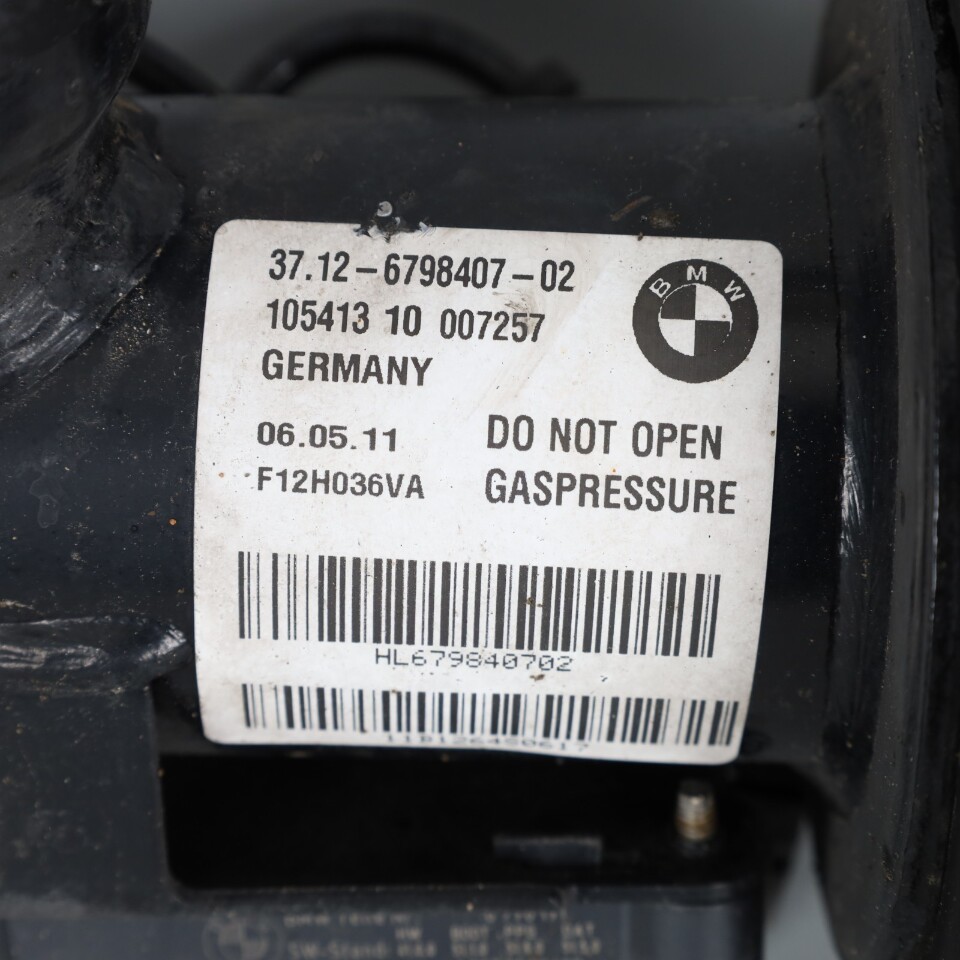 37.12-6798407-02
105413 10 007257
BMW
GERMANY
06.05.11
DO NOT OPEN
F12H036VA
GASPRESSURE
HL679840702